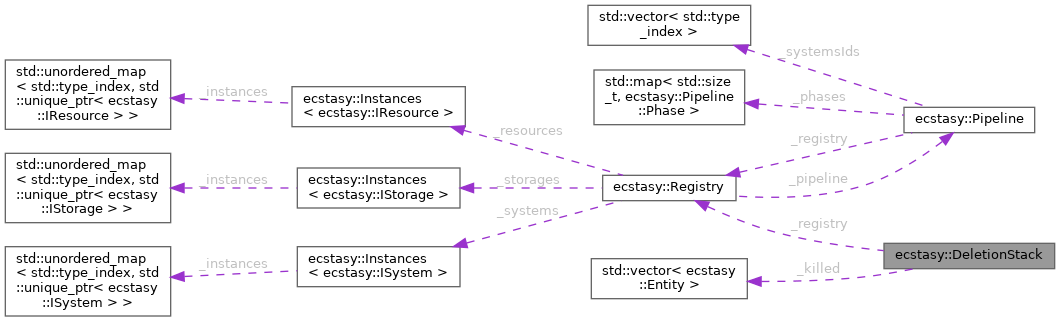 std::unordered_map
< std::type_index, std
::unique_ptr< ecstasy
::IResource > >
_instances
ecstasy::Instances
< ecstasy::IResource >
_resources
std::unordered_map
< std::type_index, std
::unique_ptr< ecstasy
::IStorage > >
_instances
ecstasy::Instances
< ecstasy::IStorage >
_storages
std::unordered_map
< std::type_index, std
::unique_ptr< ecstasy
::ISystem > >
_instances
ecstasy::Instances
< ecstasy::ISystem >
_systems
ecstasy::Registry
std::vector< std::type
_index >
_systemsIds
std::map< std::size
_t, ecstasy::Pipeline
::Phase >
_phases
ecstasy::Pipeline
_registry
_pipeline
_registry
ecstasy::DeletionStack
std::vector< ecstasy
::Entity >
_killed